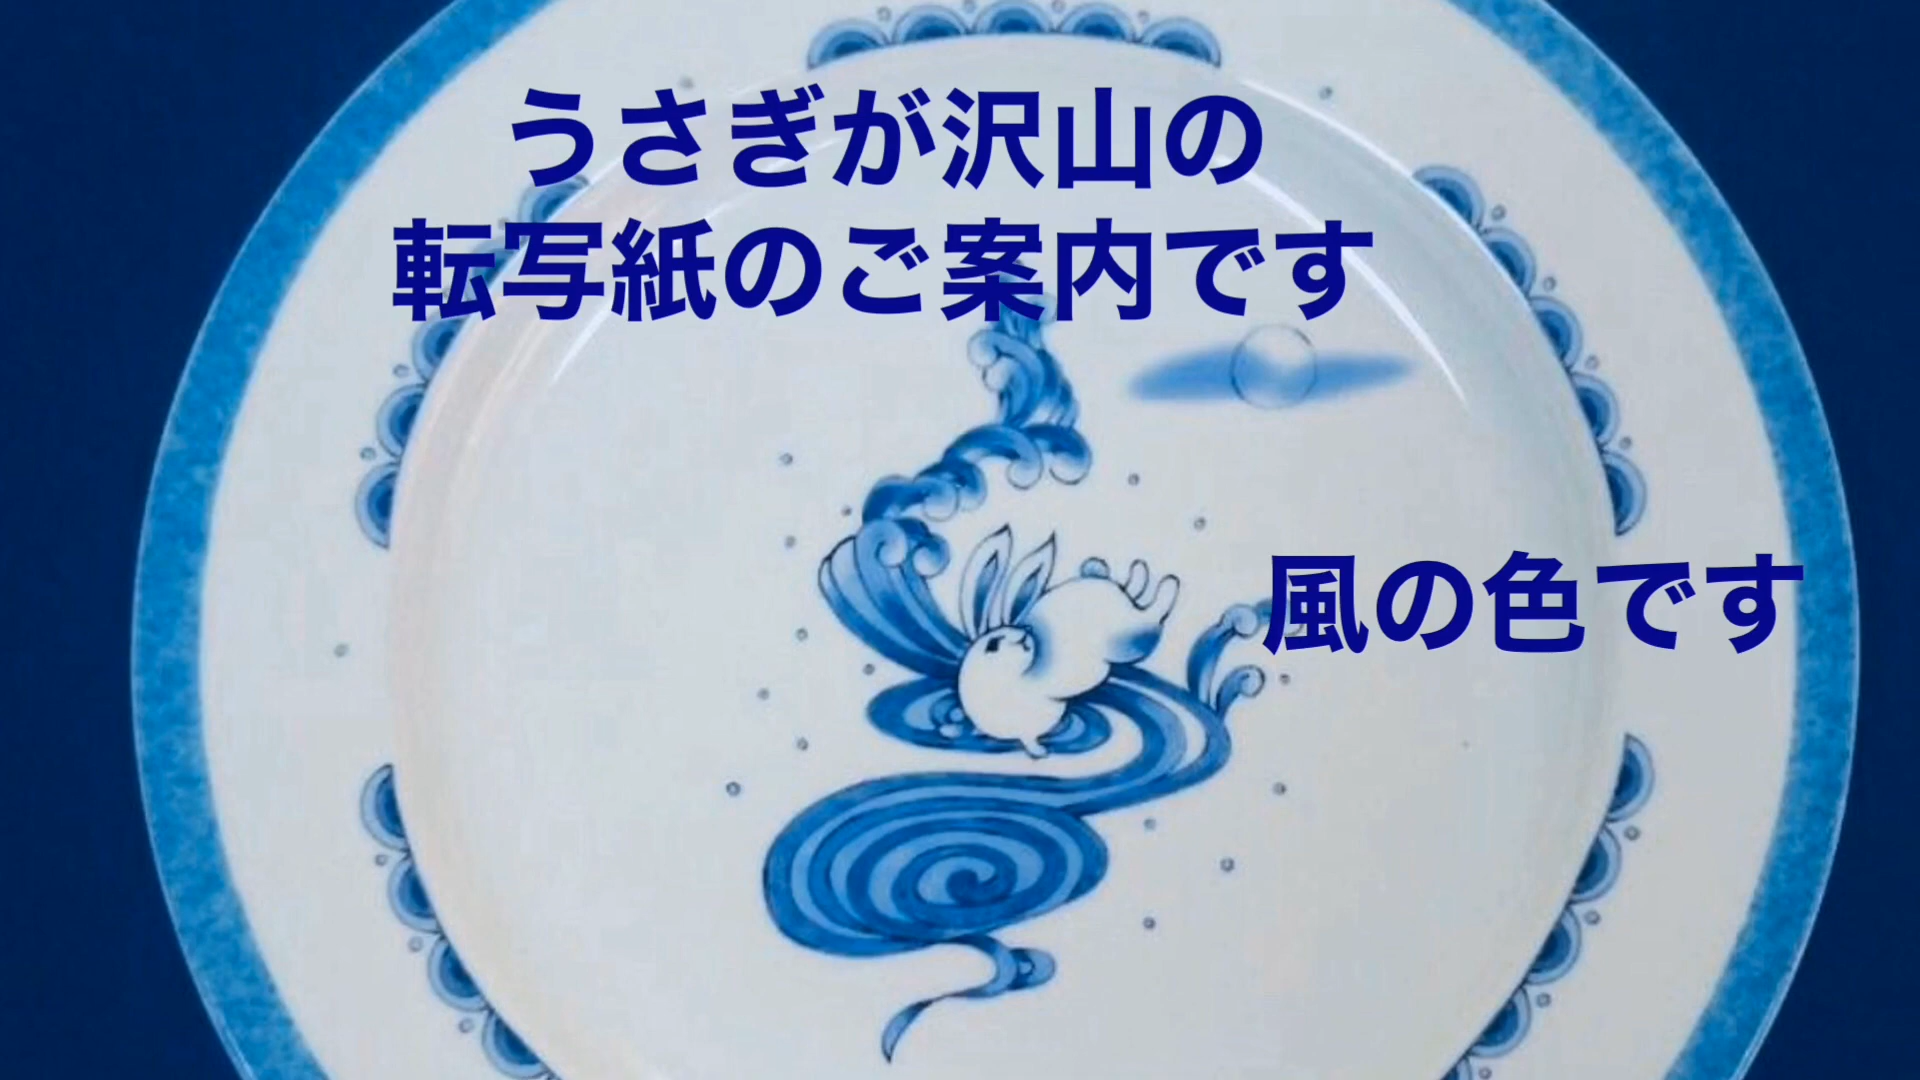 うさぎが沢山の
転写紙のご案内です
風の色です